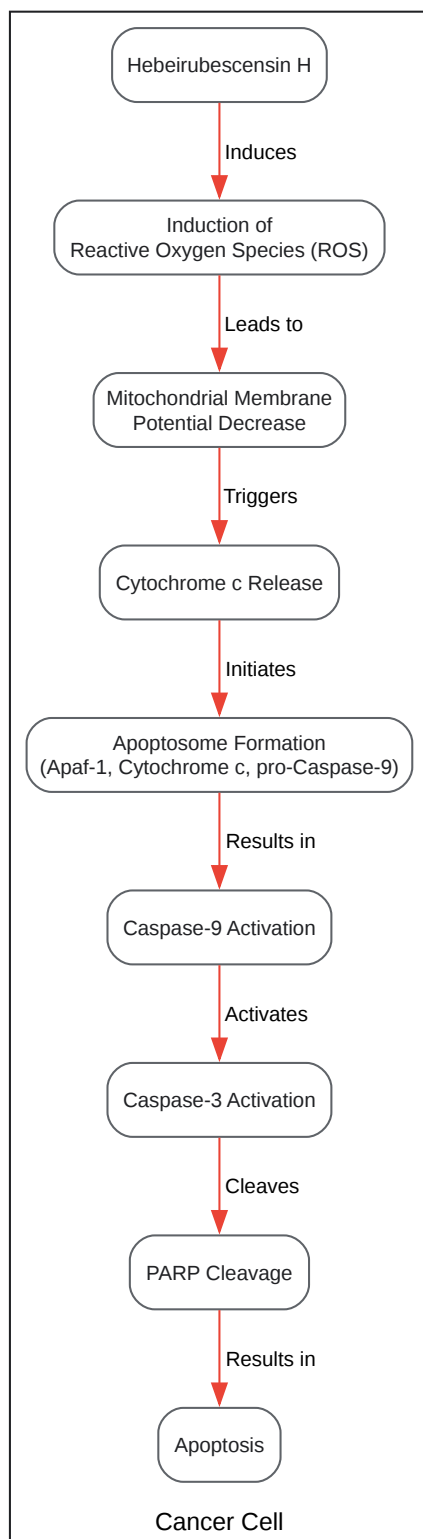 Hebeirubescensin H
Induces
Induction of
Reactive Oxygen Species (ROS)
Leads to
Mitochondrial Membrane
Potential Decrease
Triggers
Cytochrome c Release
Initiates
Apoptosome Formation
(Apaf-1, Cytochrome c, pro-Caspase-9)
Results in
Caspase-9 Activation
Activates
Caspase-3 Activation
Cleaves
PARP Cleavage
Results in
Apoptosis
Cancer Cell